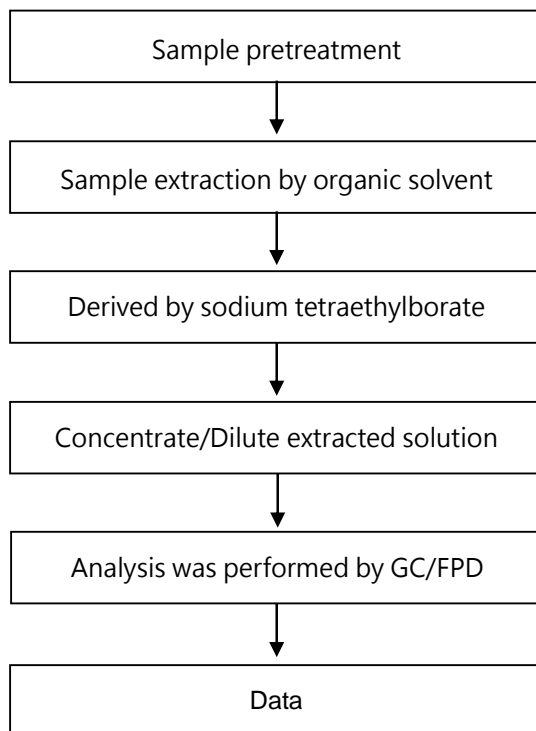 Sample pretreatment
Sample extraction by organic solvent
Derived by sodium tetraethylborate
Concentrate/Dilute extracted solution
Analysis was performed by GC/FPD
Data